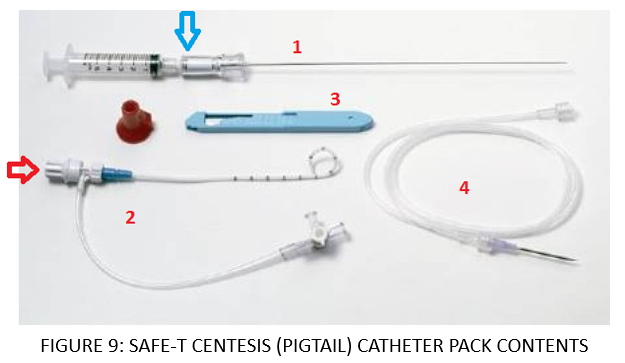 1
3
2
4
FIGURE 9: SAFE-T CENTESIS (PIGTAIL) CATHETER PACK CONTENTS